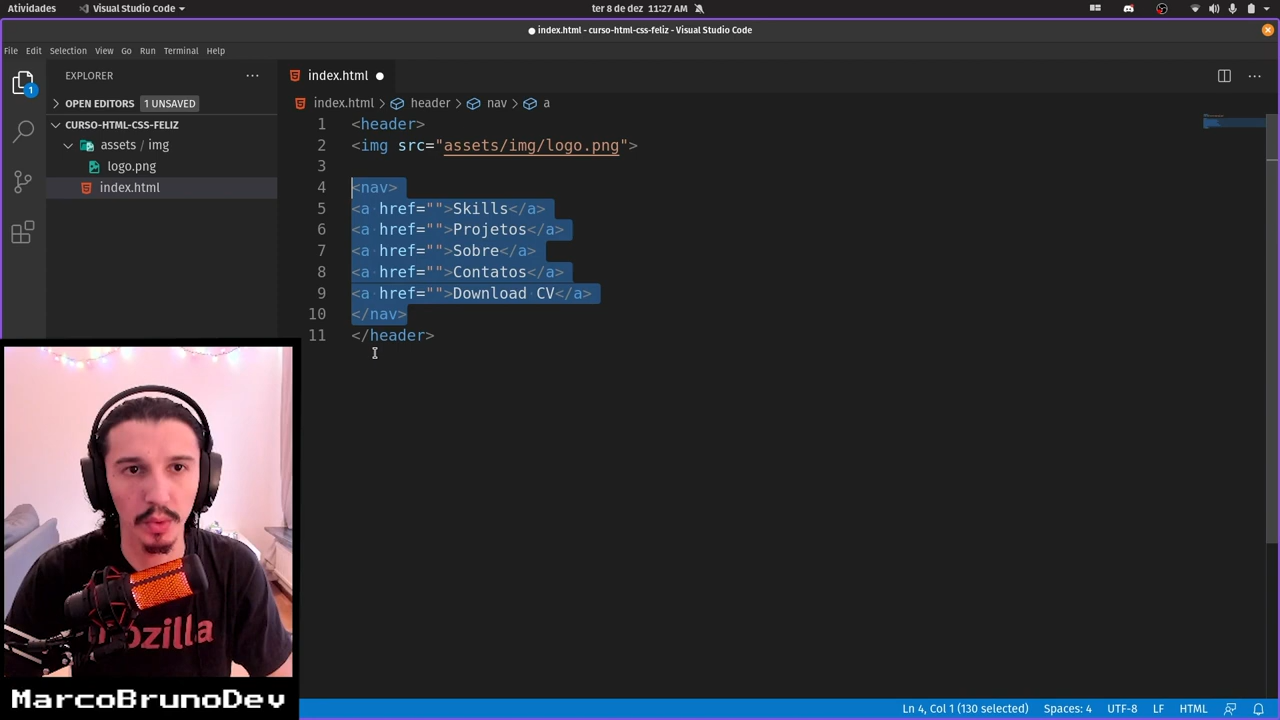 Atividades
Visual Studio Code
ter 8 de dez 11:27 AM
index.html - curso-html-css-feliz - Visual Studio Code
File Edit Selection View Go Run Terminal Help
EXPLORER
index.html
OPEN EDITORS 1 UNSAVED
index.html > header > nav > a
CURSO-HTML-CSS-FELIZ
assets / img
logo.png
index.html
1
1 <header>
2 <img src="assets/img/logo.png">
3
4 <nav>
5 <a href="">Skills</a>
6 <a href="">Projetos</a>
7 <a href="">Sobre</a>
8 <a href="">Contatos</a>
9 <a href="">Download CV</a>
10 </nav>
11 </header>
mozilla
MarcoBrunoDev
Ln 4, Col 1 (130 selected) Spaces: 4 UTF-8 LF HTML